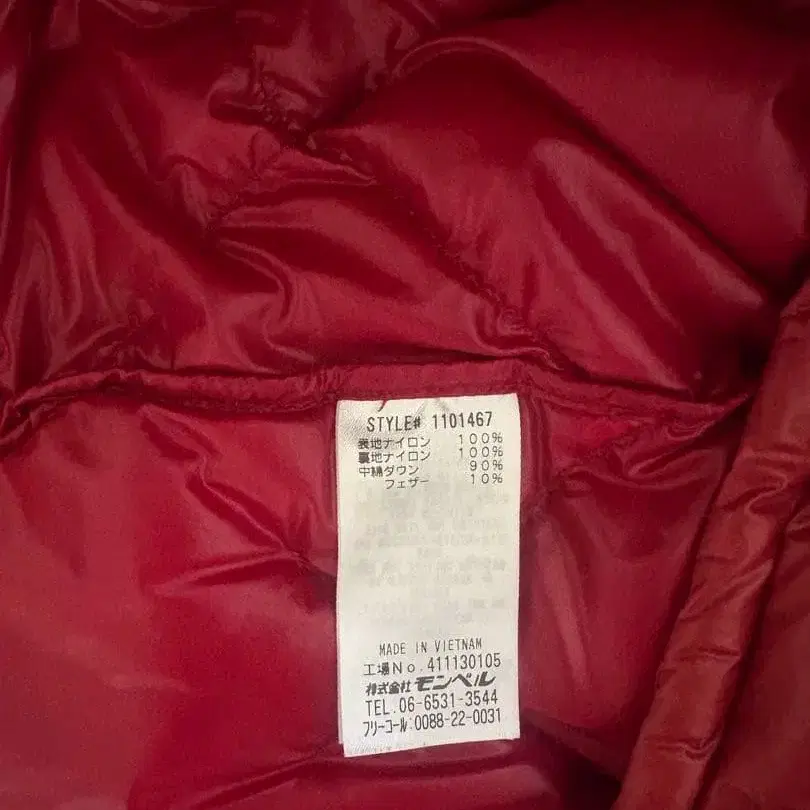 STYLE# 1101467
表地ナイロン 100%
裏地ナイロン 100%
中綿ダウン 90%
フェザー 10%
MADE IN VIETNAM
工場No.411130105
株式会社モンベル
TEL.06-6531-3544
フリーコール:0088-22-0031